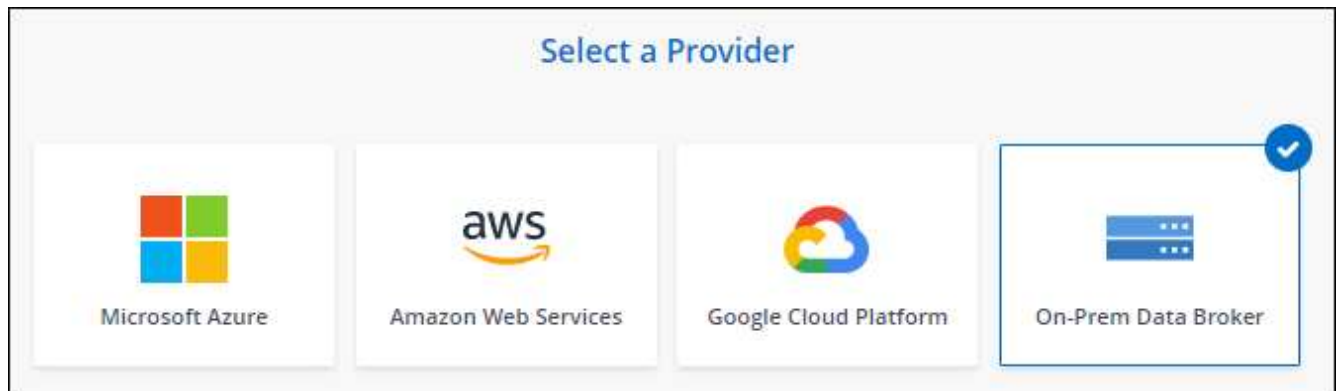 Select a Provider
aws
Microsoft Azure
Amazon Web Services
Google Cloud Platform
On-Prem Data Broker